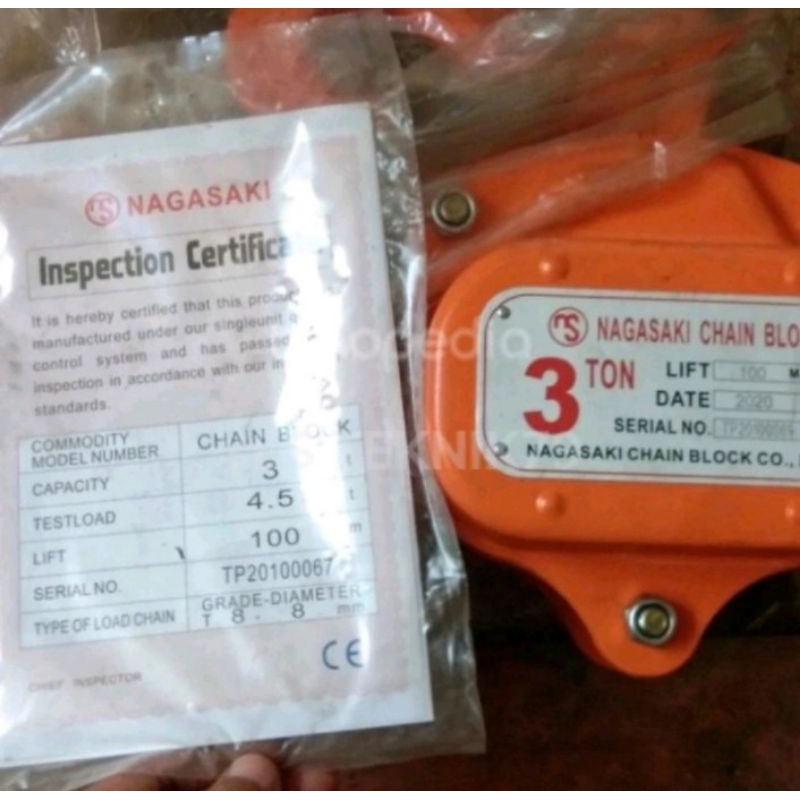 NAGASAKI
Inspection Certifica
It is hereby certified that this product
manufactured under our singleunit
control system and has passed
inspection in accordance with our
standards.
COMMODITY MODEL NUMBER CHAIN BLOCK
CAPACITY 3 t
TESTLOAD 4.5 t
LIFT 100 m
SERIAL NO. TP20100067
TYPE OF LOAD CHAIN GRADE-DIAMETER T 8 - 8 mm
CHIEF INSPECTOR
CE
NAGASAKI CHAIN BLO
3 TON
LIFT 100 M
DATE 2020
SERIAL NO.
NAGASAKI CHAIN BLOCK CO.,